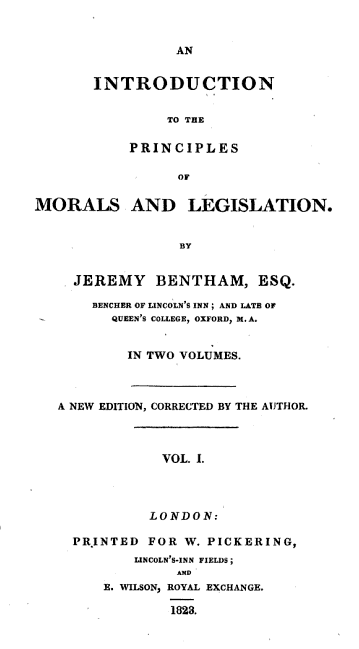 AN
INTRODUCTION
TO THE
PRINCIPLES
OF
MORALS AND LEGISLATION.
BY
JEREMY BENTHAM, ESQ.
BENCHER OF LINCOLN'S INN; AND LATE OF
QUEEN'S COLLEGE, OXFORD, M.A.
IN TWO VOLUMES.
A NEW EDITION, CORRECTED BY THE AUTHOR.
VOL. I.
LONDON:
PRINTED FOR W. PICKERING,
LINCOLN'S-INN FIELDS;
AND
E. WILSON, ROYAL EXCHANGE.
1823.